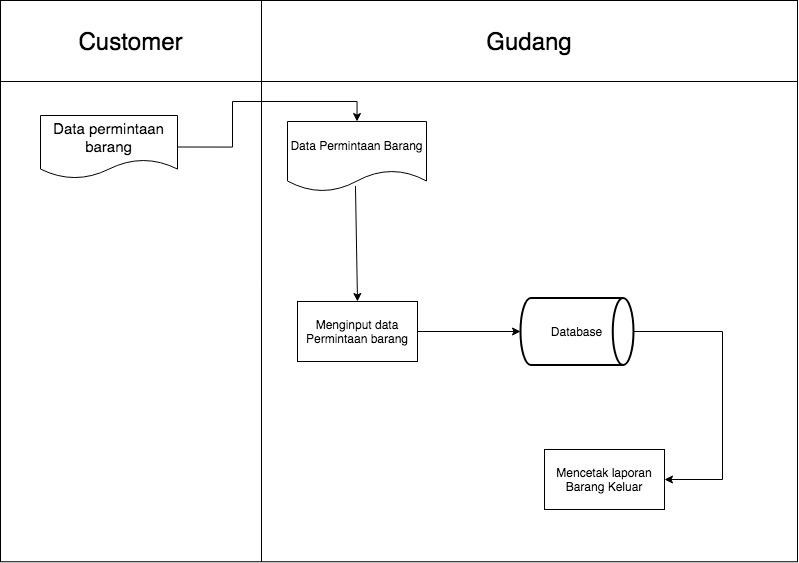 Customer
Gudang
Data permintaan
barang
Data Permintaan Barang
Menginput data
Permintaan barang
Database
Mencetak laporan
Barang Keluar